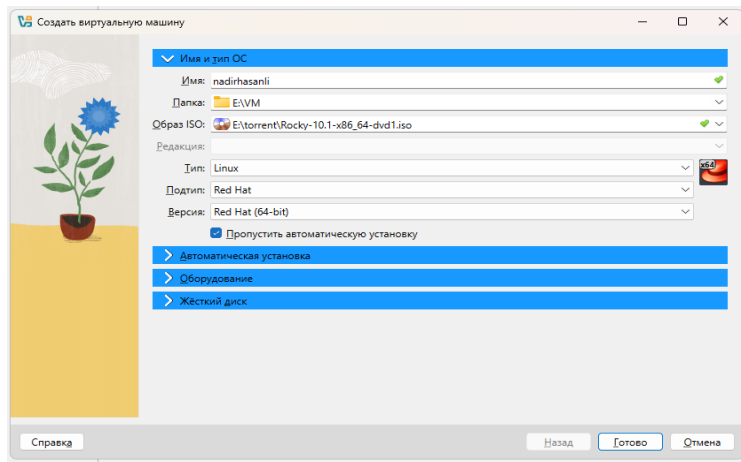 Создать виртуальную машину
Имя и тип ОС
Имя: nadirhasanli
Папка: E:\VM
Образ ISO: E:\torrent\Rocky-10.1-x86_64-dvd1.iso
Редакция:
Тип: Linux
x64
Подтип: Red Hat
Версия: Red Hat (64-bit)
Пропустить автоматическую установку
Автоматическая установка
Оборудование
Жёсткий диск
Справка Назад Готово Отмена